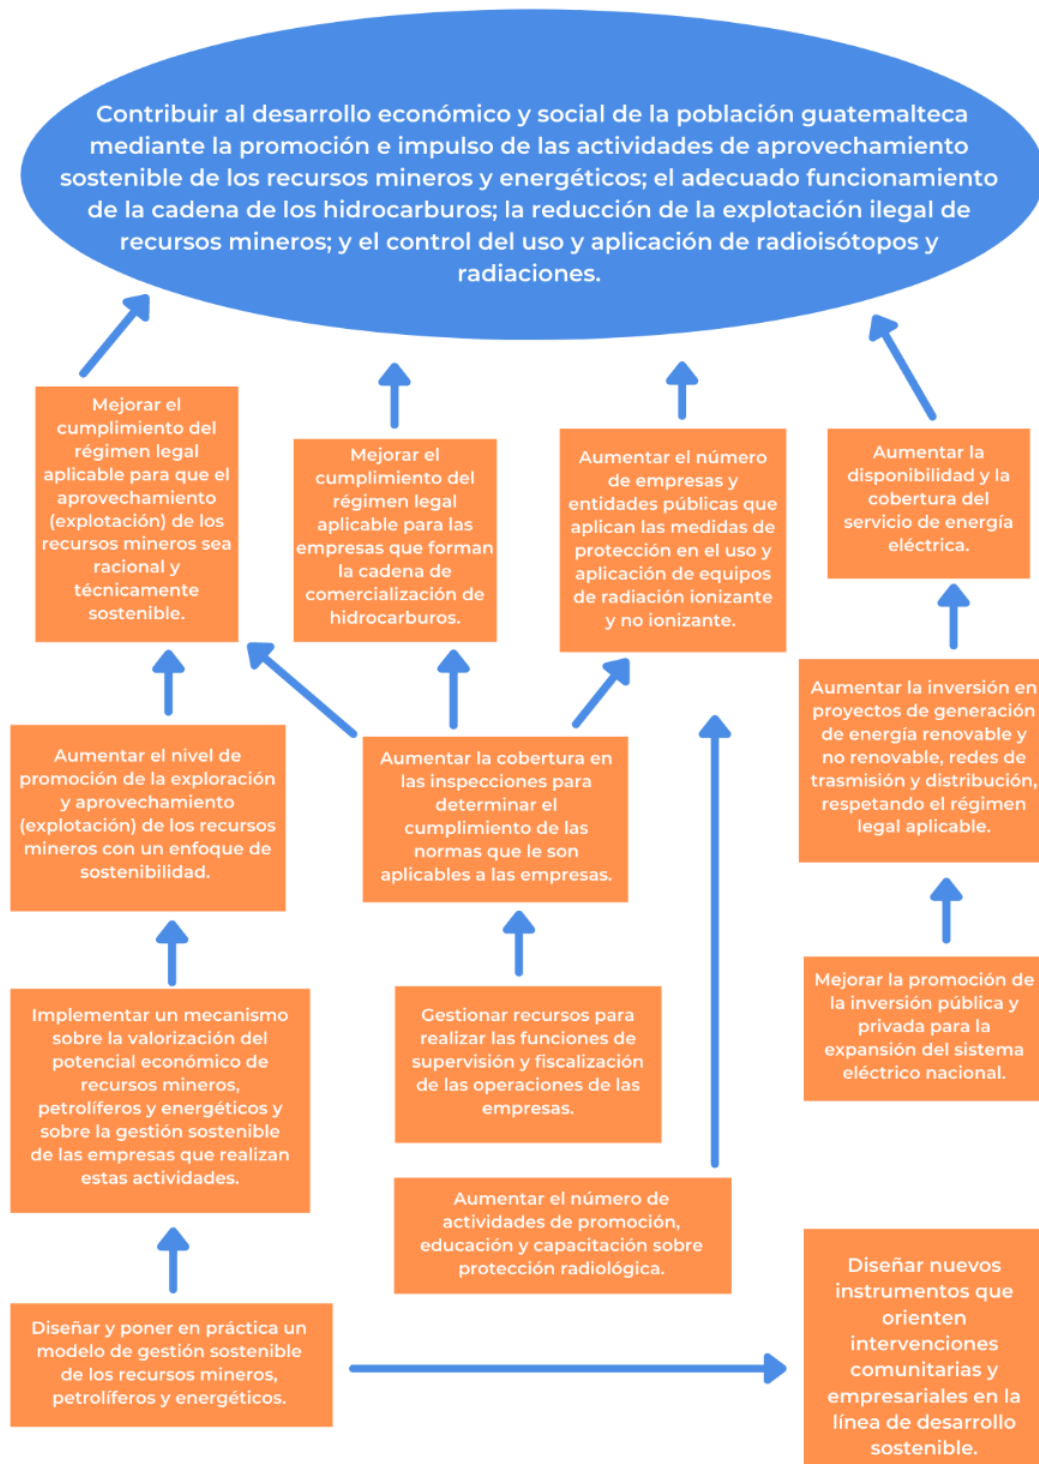 Contribuir al desarrollo económico y social de la población guatemalteca
mediante la promoción e impulso de las actividades de aprovechamiento
sostenible de los recursos mineros y energéticos; el adecuado funcionamiento
de la cadena de los hidrocarburos; la reducción de la explotación ilegal de
recursos mineros; y el control del uso y aplicación de radioisótopos y
radiaciones.
Mejorar el
cumplimiento del
régimen legal
aplicable para que el
aprovechamiento
(explotación) de los
recursos mineros sea
racional y
técnicamente
sostenible.
Mejorar el
cumplimiento del
régimen legal
aplicable para las
empresas que forman
la cadena de
comercialización de
hidrocarburos.
Aumentar el número
de empresas y
entidades públicas que
aplican las medidas de
protección en el uso y
aplicación de equipos
de radiación ionizante
y no ionizante.
Aumentar la
disponibilidad y la
cobertura del
servicio de energía
eléctrica.
Aumentar el nivel de
promoción de la exploración
y aprovechamiento
(explotación) de los recursos
mineros con un enfoque de
sostenibilidad.
Aumentar la cobertura en
las inspecciones para
determinar el
cumplimiento de las
normas que le son
aplicables a las empresas.
Aumentar la inversión en
proyectos de generación
de energía renovable y
no renovable, redes de
trasmisión y distribución,
respetando el régimen
legal aplicable.
Implementar un mecanismo
sobre la valorización del
potencial económico de
recursos mineros,
petrolíferos y energéticos y
sobre la gestión sostenible
de las empresas que realizan
estas actividades.
Gestionar recursos para
realizar las funciones de
supervisión y fiscalización
de las operaciones de las
empresas.
Mejorar la promoción de
la inversión pública y
privada para la
expansión del sistema
eléctrico nacional.
Aumentar el número de
actividades de promoción,
educación y capacitación sobre
protección radiológica.
Diseñar y poner en práctica un
modelo de gestión sostenible
de los recursos mineros,
petrolíferos y energéticos.
Diseñar nuevos
instrumentos que
orienten
intervenciones
comunitarias y
empresariales en la
línea de desarrollo
sostenible.